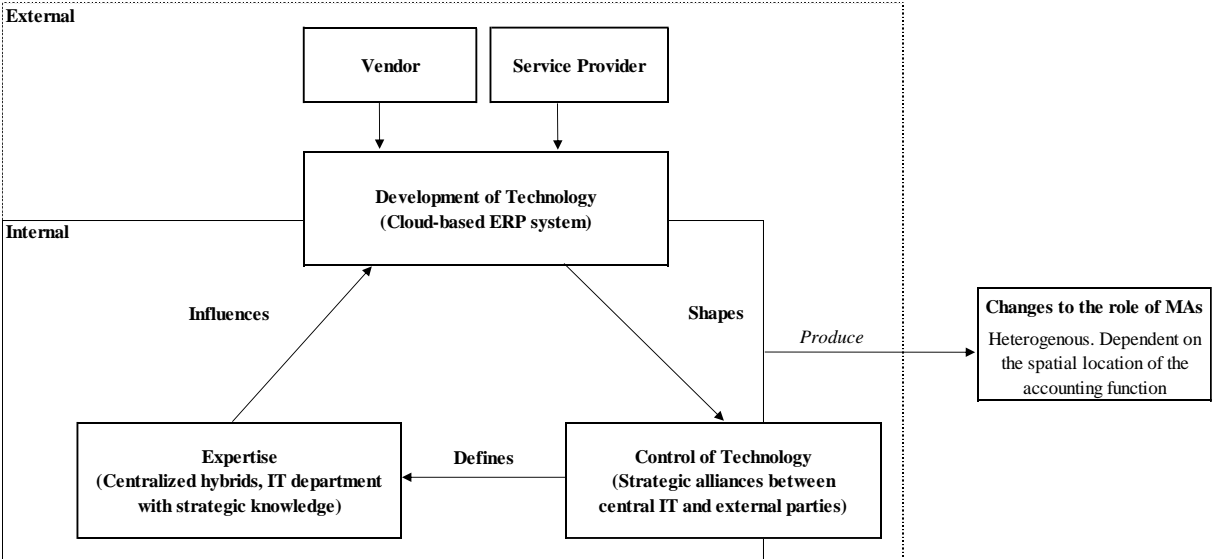 External
Vendor
Service Provider
Development of Technology
(Cloud-based ERP system)
Internal
Influences
Shapes
Produce
Changes to the role of MAs
Heterogenous. Dependent on
the spatial location of the
accounting function
Expertise
(Centralized hybrids, IT department
with strategic knowledge)
Defines
Control of Technology
(Strategic alliances between
central IT and external parties)